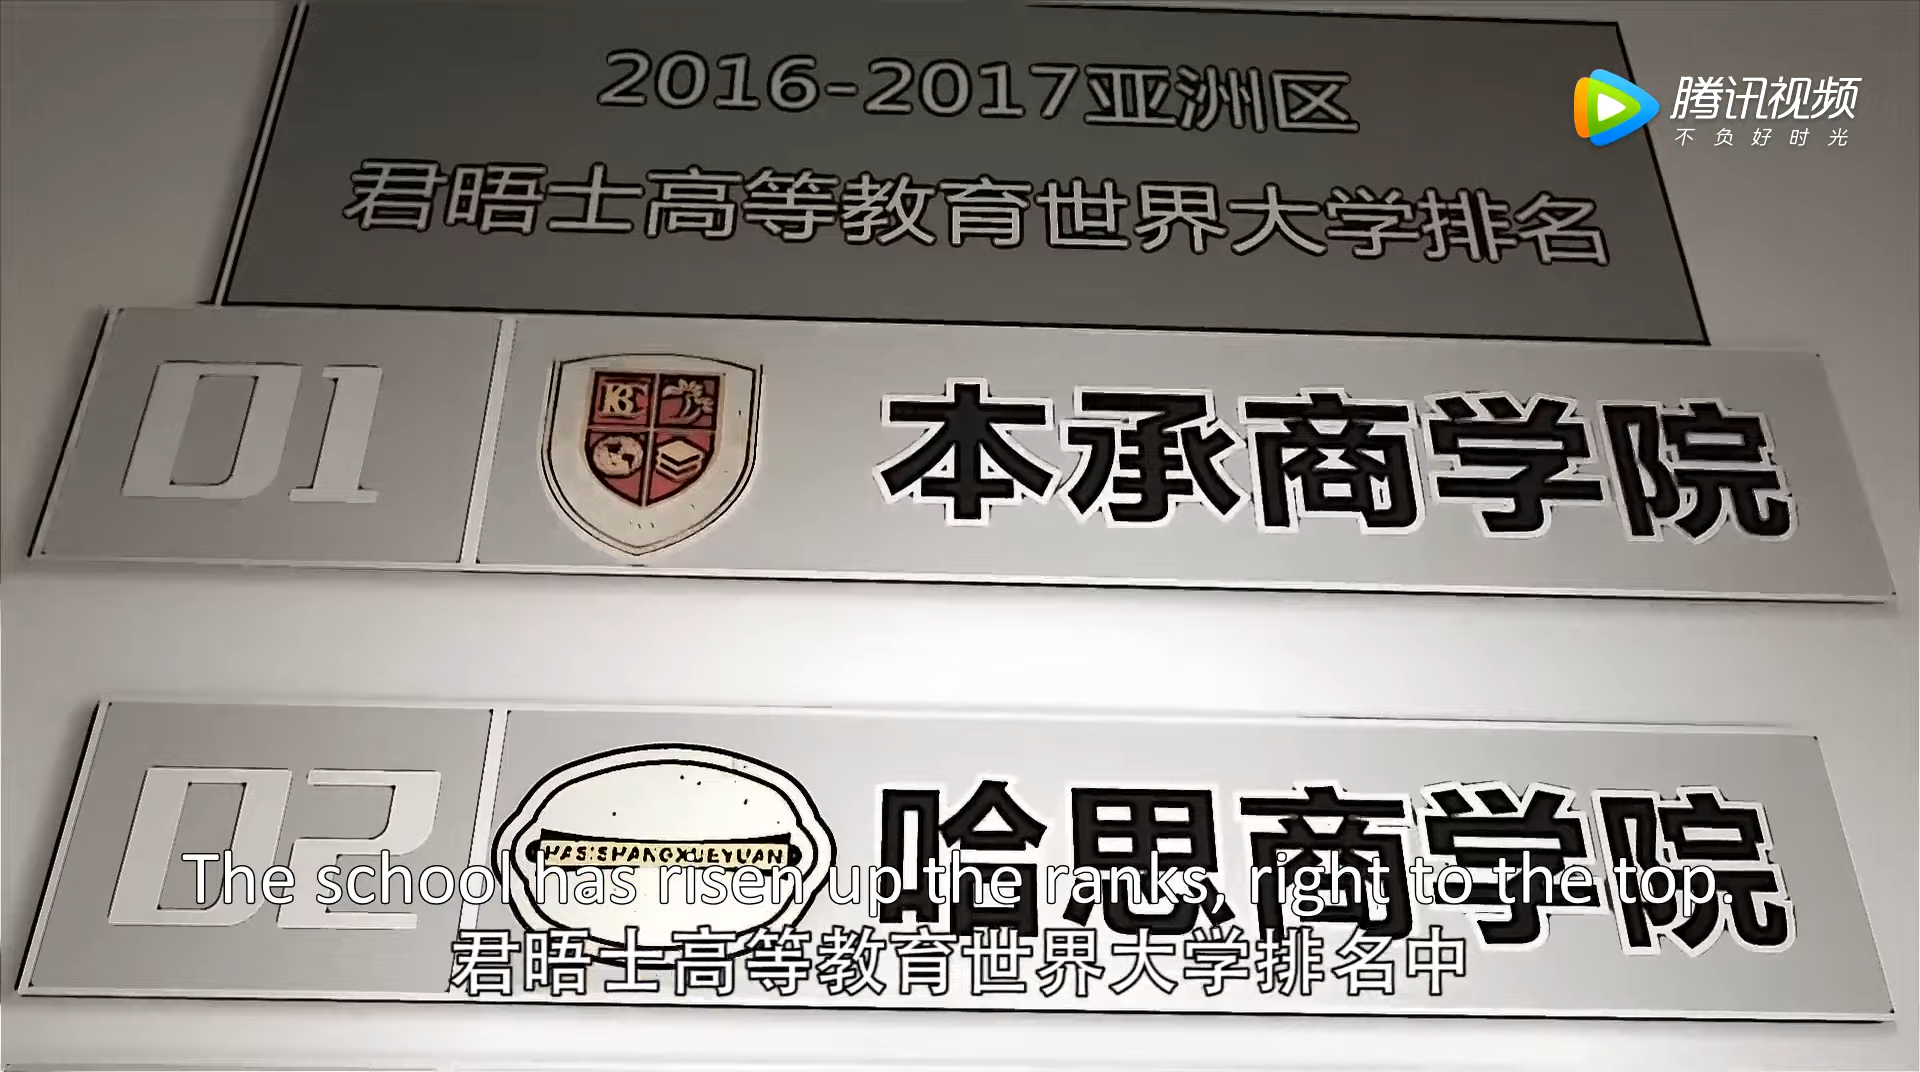 2016-2017亚洲区
腾讯视频
不负好时光
君晤士高等教育世界大学排名
01
KBC
本承商学院
02
HASISHANGXUEYUAN
哈思商学院
The school has risen up the ranks, right to the top.
君晤士高等教育世界大学排名中